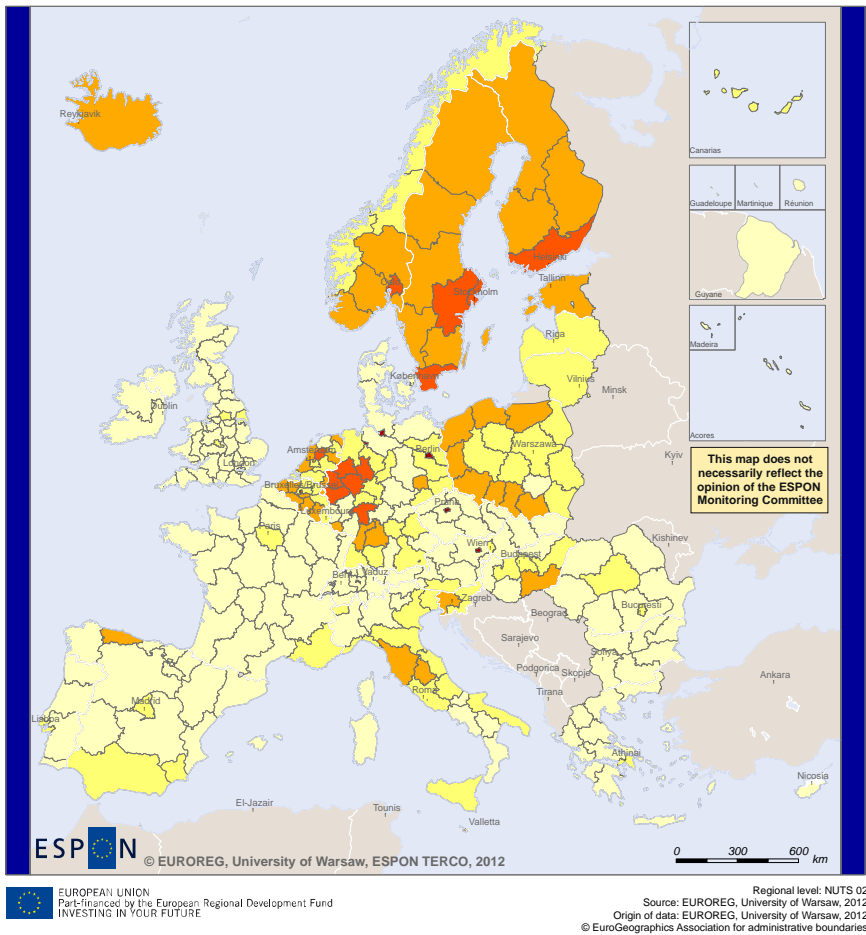 Reykjavik
Canarias
Guadeloupe
Martinique
Réunion
Guyane
Madeira
Acores
Helsinki
Oslo
Tallinn
Stockholm
Riga
København
Vilnius
Minsk
Dublin
Amsterdam
Berlin
Warszawa
London
Kyiv
Bruxelles/Brussel
Praha
Luxembourg
Paris
Kishinev
Wien
Budapest
Bern
Vaduz
Zagreb
Bucuresti
Beograd
Sarajevo
Sofiya
Podgorica
Skopje
Ankara
Roma
Tirana
Madrid
Lisboa
Athinai
Nicosia
El-Jazair
Tounis
Valletta
This map does not
necessarily reflect the
opinion of the ESPON
Monitoring Committee
ESPON
© EUROREG, University of Warsaw, ESPON TERCO, 2012
0 300 600
km
EUROPEAN UNION
Part-financed by the European Regional Development Fund
INVESTING IN YOUR FUTURE
Regional level: NUTS 02
Source: EUROREG, University of Warsaw, 2012
Origin of data: EUROREG, University of Warsaw, 2012
© EuroGeographics Association for administrative boundaries